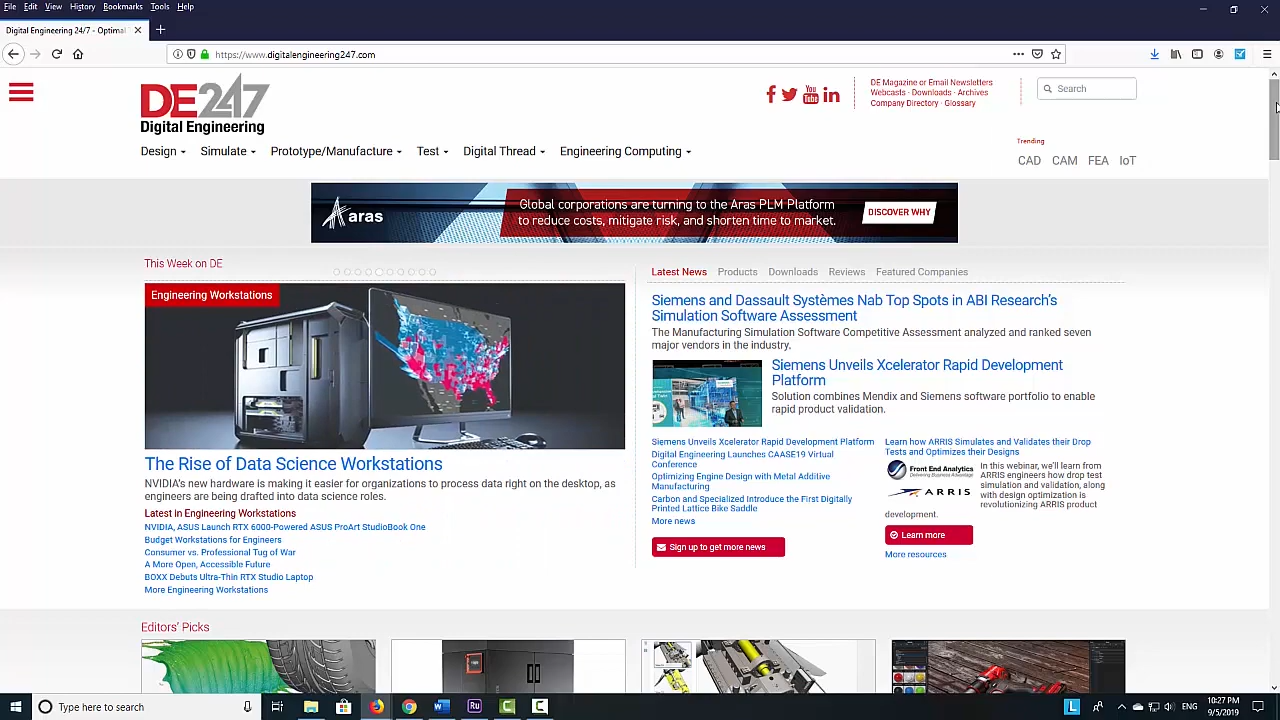 File Edit View History Bookmarks Tools Help
Digital Engineering 24/7 - Optimal
https://www.digitalengineering247.com
DE247
Digital Engineering
DE Magazine or Email Newsletters
Webcasts · Downloads · Archives
Company Directory · Glossary
Search
Design Simulate Prototype/Manufacture Test Digital Thread Engineering Computing
Trending
CAD CAM FEA IoT
aras
Global corporations are turning to the Aras PLM Platform
to reduce costs, mitigate risk, and shorten time to market.
DISCOVER WHY
This Week on DE
Engineering Workstations
The Rise of Data Science Workstations
NVIDIA's new hardware is making it easier for organizations to process data right on the desktop, as
engineers are being drafted into data science roles.
Latest in Engineering Workstations
NVIDIA, ASUS Launch RTX 6000-Powered ASUS ProArt StudioBook One
Budget Workstations for Engineers
Consumer vs. Professional Tug of War
A More Open, Accessible Future
BOXX Debuts Ultra-Thin RTX Studio Laptop
More Engineering Workstations
Latest News Products Downloads Reviews Featured Companies
Siemens and Dassault Systèmes Nab Top Spots in ABI Research's
Simulation Software Assessment
The Manufacturing Simulation Software Competitive Assessment analyzed and ranked seven
major vendors in the industry.
Siemens Unveils Xcelerator Rapid Development
Platform
Solution combines Mendix and Siemens software portfolio to enable
rapid product validation.
Siemens Unveils Xcelerator Rapid Development Platform
Digital Engineering Launches CAASE19 Virtual
Conference
Optimizing Engine Design with Metal Additive
Manufacturing
Carbon and Specialized Introduce the First Digitally
Printed Lattice Bike Saddle
More news
Sign up to get more news
Learn how ARRIS Simulates and Validates their Drop
Tests and Optimizes their Designs
Front End Analytics
ARRIS
In this webinar, we'll learn from
ARRIS engineers how drop test
simulation and validation, along
with design optimization is
revolutionizing ARRIS product
development.
Learn more
More resources
Editors' Picks
Type here to search
ENG
10:27 PM
9/5/2019